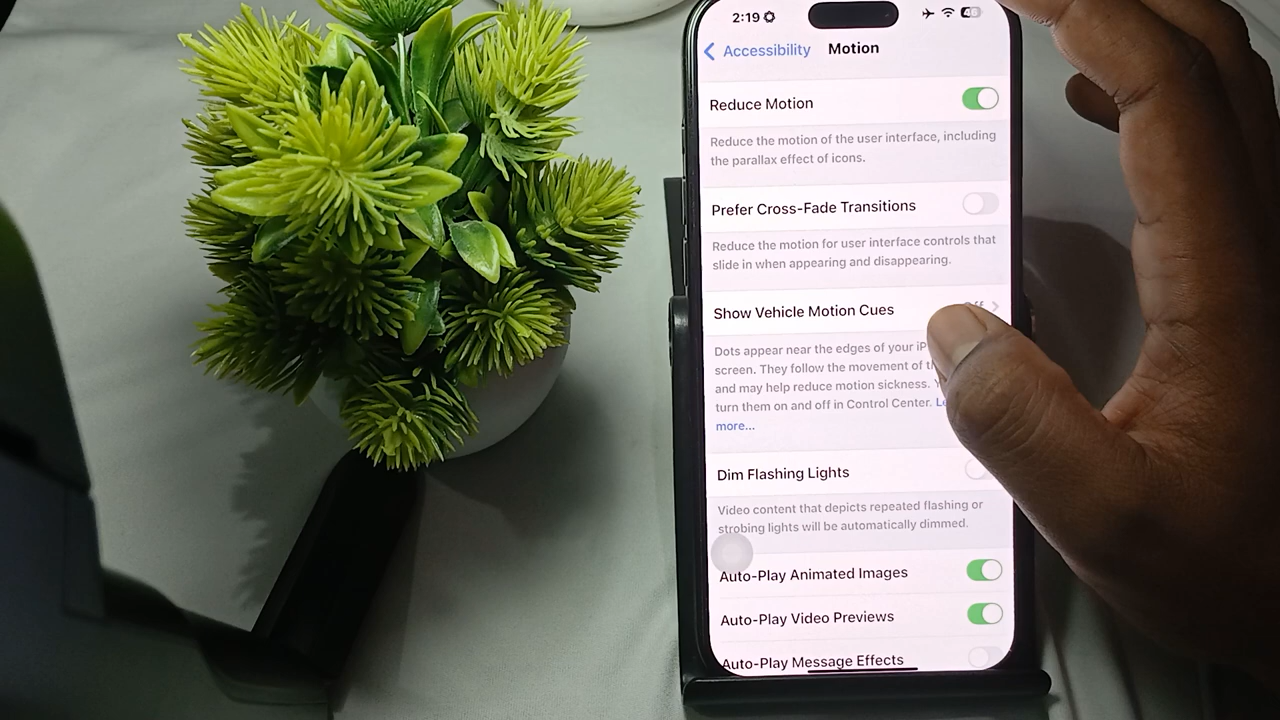 2:19
Accessibility Motion
Reduce Motion
Reduce the motion of the user interface, including
the parallax effect of icons.
Prefer Cross-Fade Transitions
Reduce the motion for user interface controls that
slide in when appearing and disappearing.
Show Vehicle Motion Cues
Dots appear near the edges of your
screen. They follow the movement of
and may help reduce motion sickness.
turn them on and off in Control Center.
more...
Dim Flashing Lights
Video content that depicts repeated flashing or
strobing lights will be automatically dimmed.
Auto-Play Animated Images
Auto-Play Video Previews
Auto-Play Message Effects